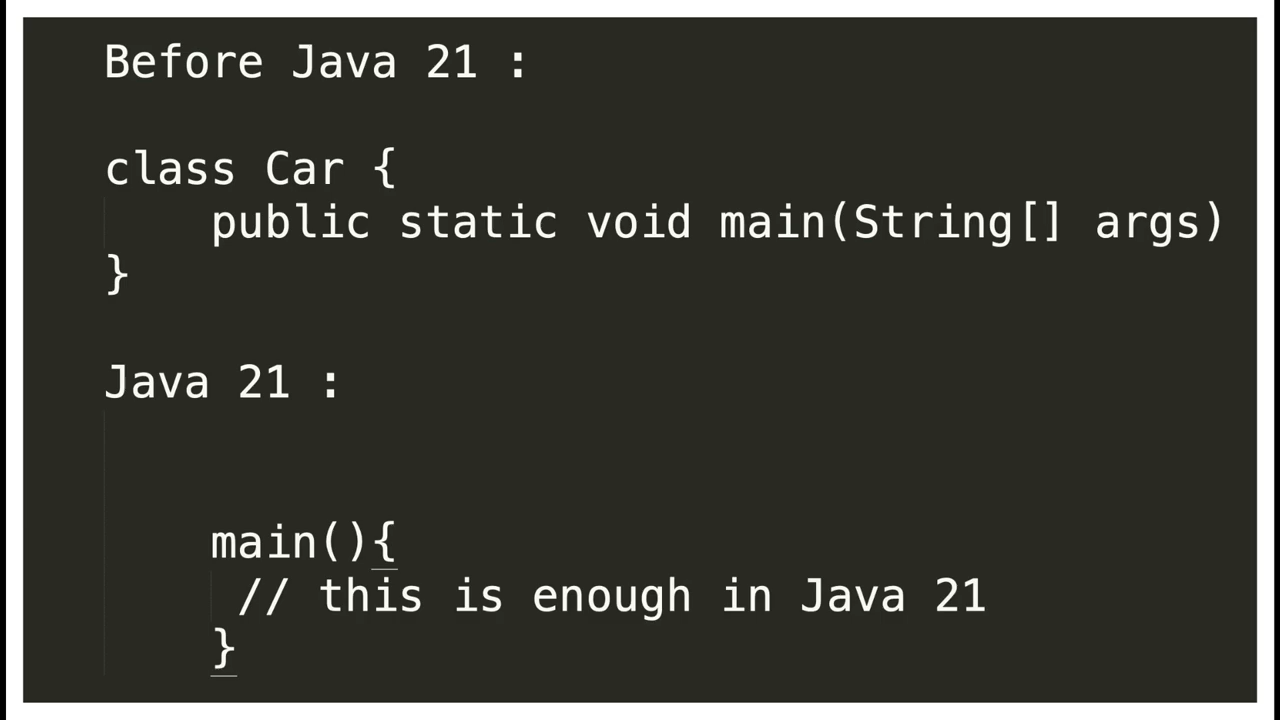 Before Java 21 :
class Car {
public static void main(String[] args)
}
Java 21 :
main(){
// this is enough in Java 21
}